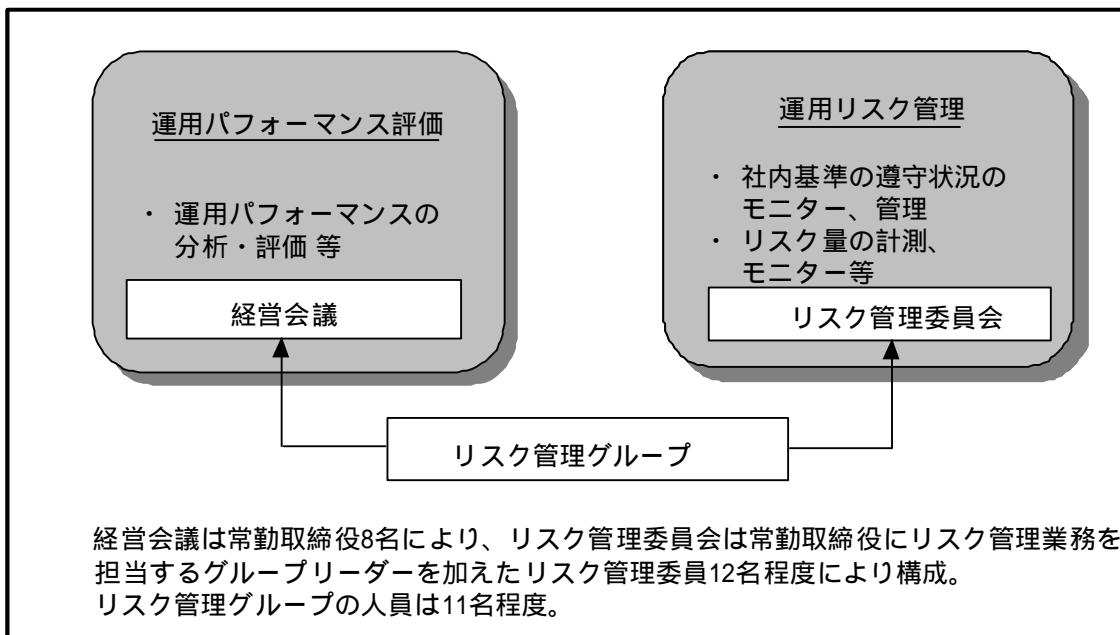 運用パフォーマンス評価
・ 運用パフォーマンスの
分析・評価 等
経営会議
運用リスク管理
・ 社内基準の遵守状況の
モニター、管理
・ リスク量の計測、
モニター等
リスク管理委員会
リスク管理グループ
経営会議は常勤取締役8名により、リスク管理委員会は常勤取締役にリスク管理業務を
担当するグループリーダーを加えたリスク管理委員12名程度により構成。
リスク管理グループの人員は11名程度。